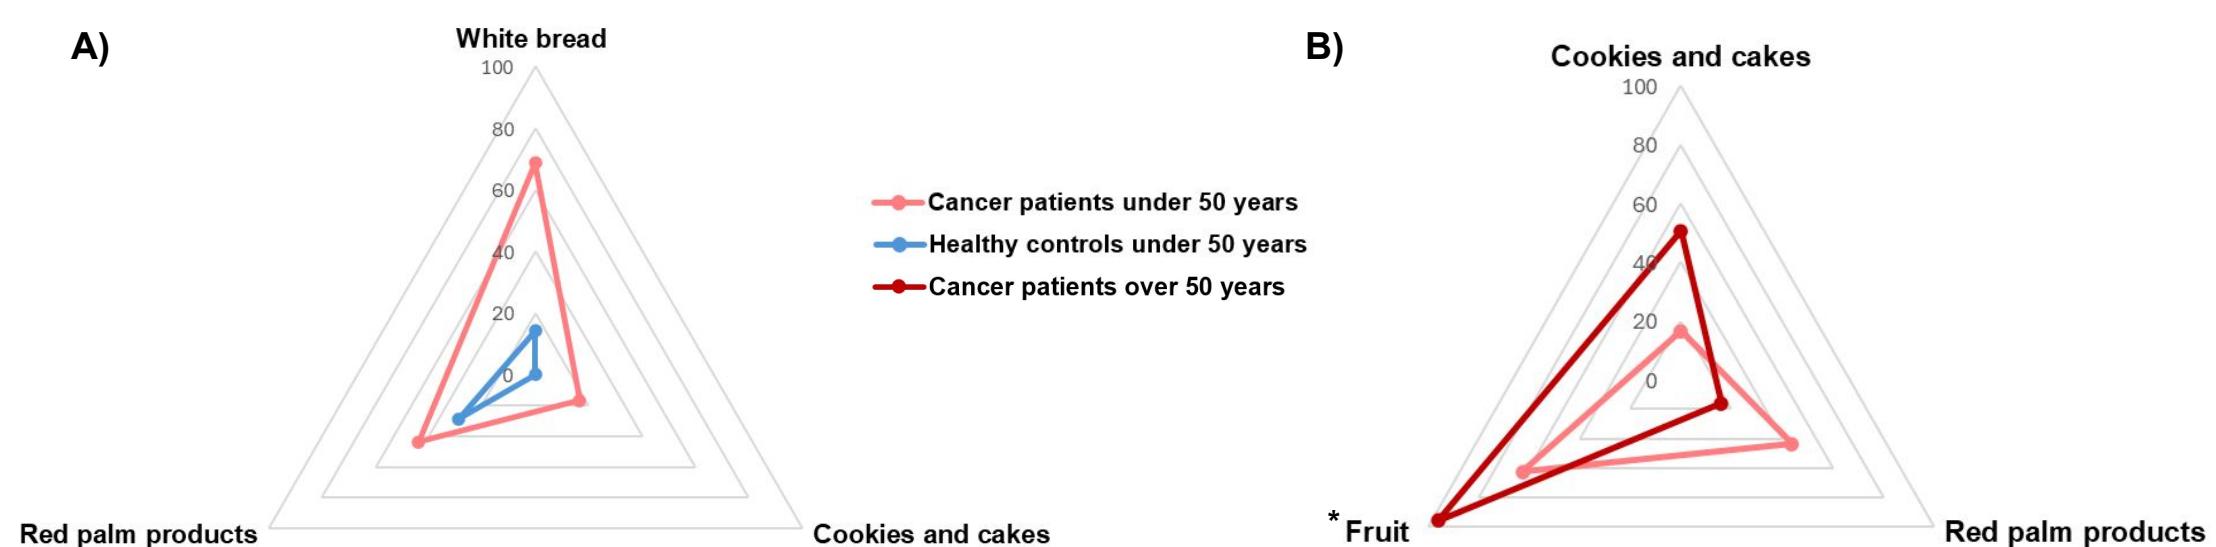 A)
White bread
100
80
60
40
20
0
Red palm products
Cookies and cakes
Cancer patients under 50 years
Healthy controls under 50 years
Cancer patients over 50 years
B)
Cookies and cakes
100
80
60
40
20
0
* Fruit
Red palm products